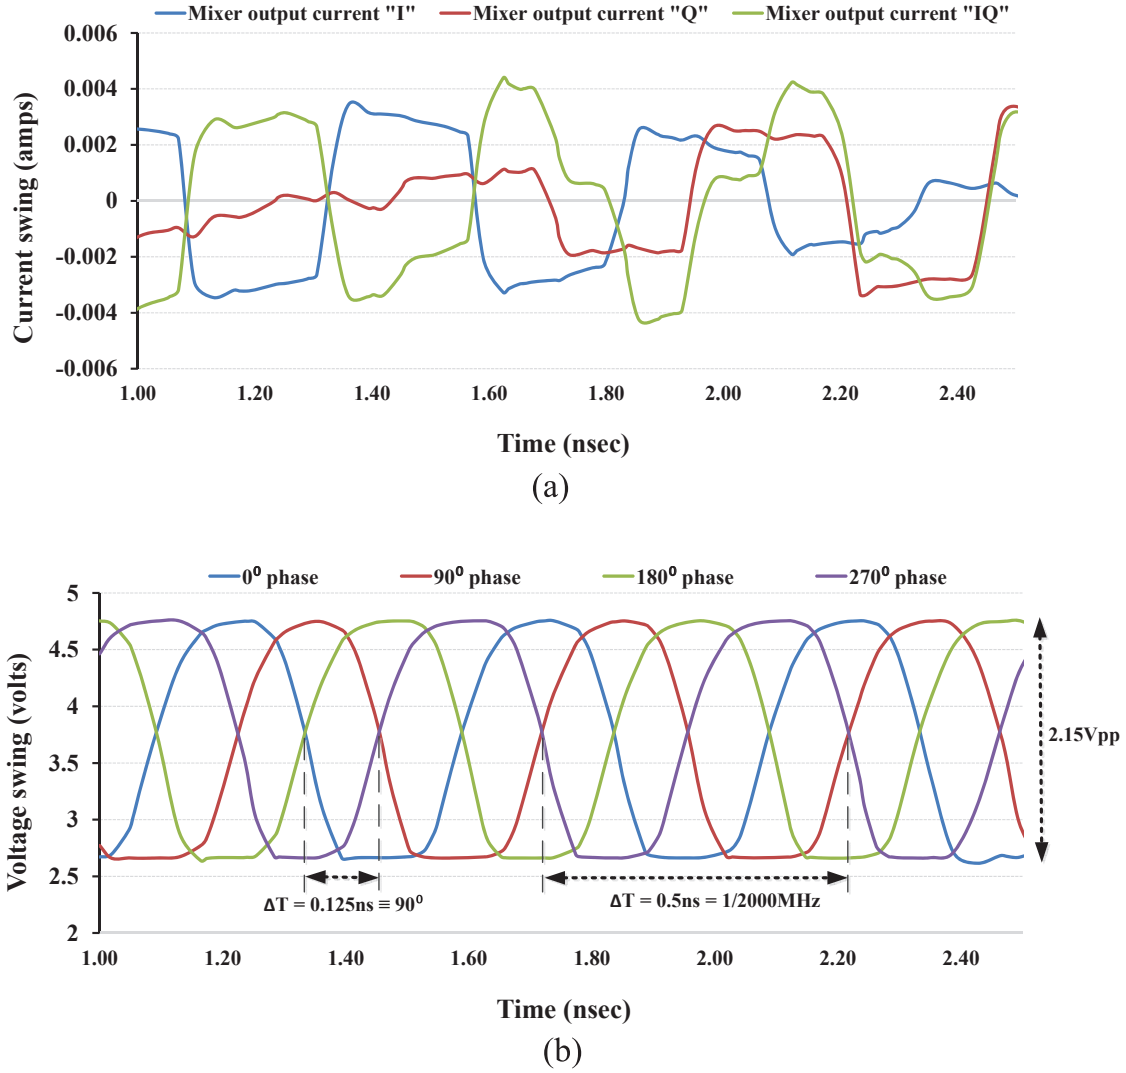 Mixer output current "I" Mixer output current "Q" Mixer output current "IQ"
0.006
0.004
0.002
0
-0.002
-0.004
-0.006
Current swing (amps)
1.00 1.20 1.40 1.60 1.80 2.00 2.20 2.40
Time (nsec)
(a)
0⁰ phase 90⁰ phase 180⁰ phase 270⁰ phase
5
4.5
4
3.5
3
2.5
2
Voltage swing (volts)
2.15Vpp
ΔT = 0.125ns ≡ 90⁰
ΔT = 0.5ns = 1/2000MHz
1.00 1.20 1.40 1.60 1.80 2.00 2.20 2.40
Time (nsec)
(b)